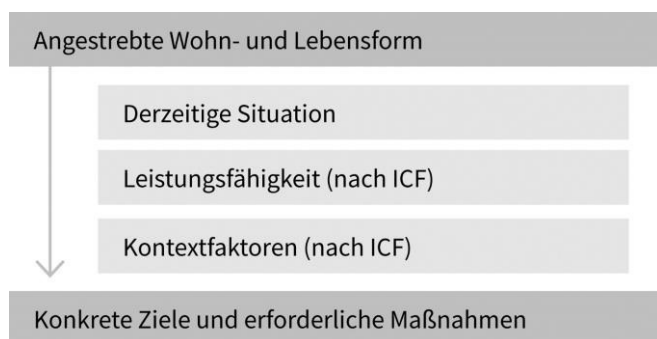 Angestrebte Wohn- und Lebensform
Derzeitige Situation
Leistungsfähigkeit (nach ICF)
Kontextfaktoren (nach ICF)
Konkrete Ziele und erforderliche Maßnahmen